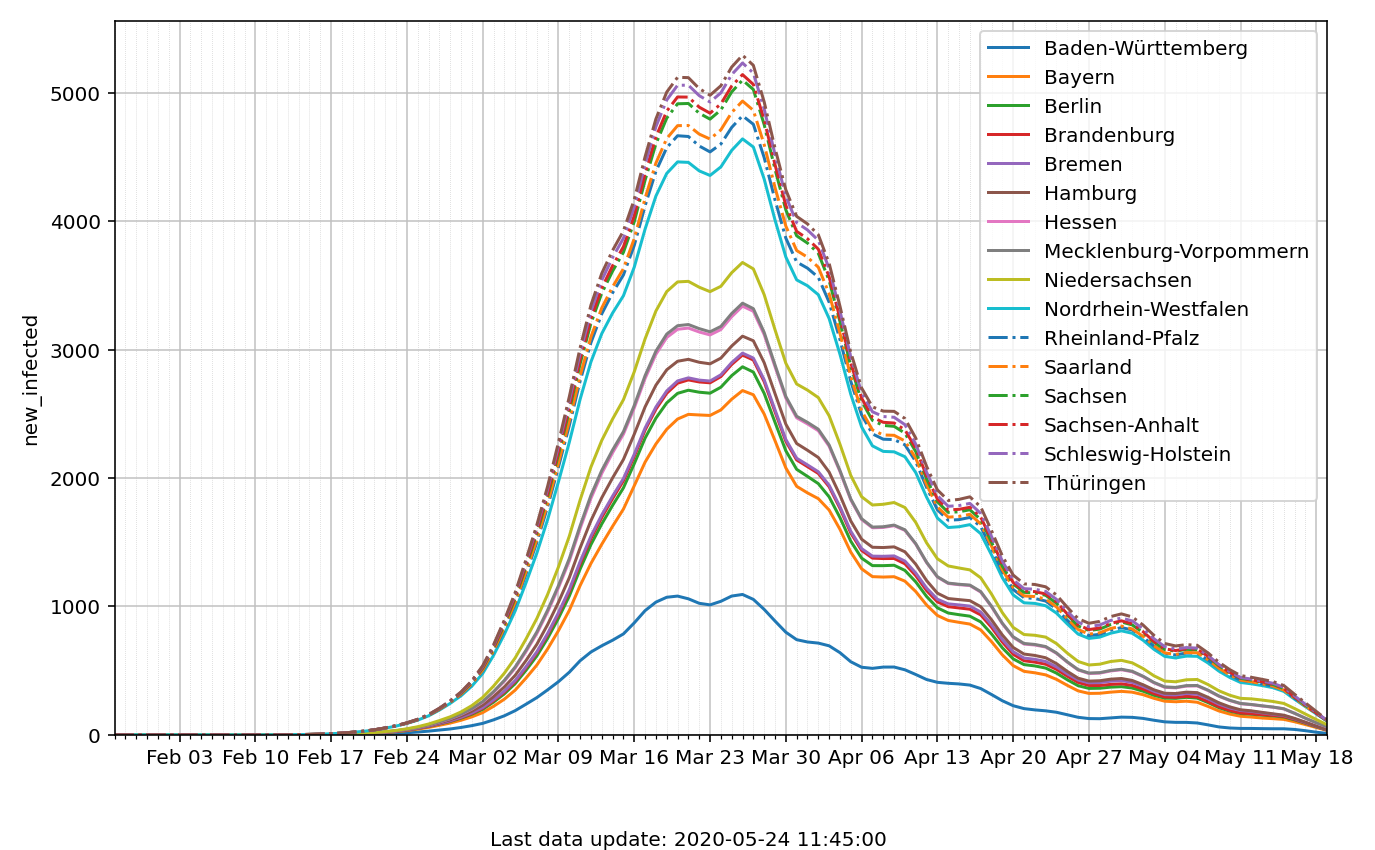 5000
4000
3000
2000
1000
0
new_infected
Baden-Württemberg
Bayern
Berlin
Brandenburg
Bremen
Hamburg
Hessen
Mecklenburg-Vorpommern
Niedersachsen
Nordrhein-Westfalen
Rheinland-Pfalz
Saarland
Sachsen
Sachsen-Anhalt
Schleswig-Holstein
Thüringen
Feb 03 Feb 10 Feb 17 Feb 24 Mar 02 Mar 09 Mar 16 Mar 23 Mar 30 Apr 06 Apr 13 Apr 20 Apr 27 May 04 May 11 May 18
Last data update: 2020-05-24 11:45:00